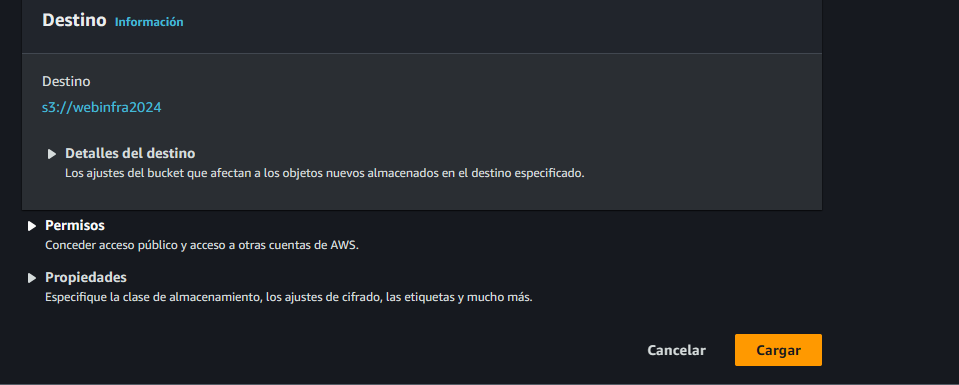 Destino Información
Destino
s3://webinfra2024
Detalles del destino
Los ajustes del bucket que afectan a los objetos nuevos almacenados en el destino especificado.
Permisos
Conceder acceso público y acceso a otras cuentas de AWS.
Propiedades
Especifique la clase de almacenamiento, los ajustes de cifrado, las etiquetas y mucho más.
Cancelar Cargar